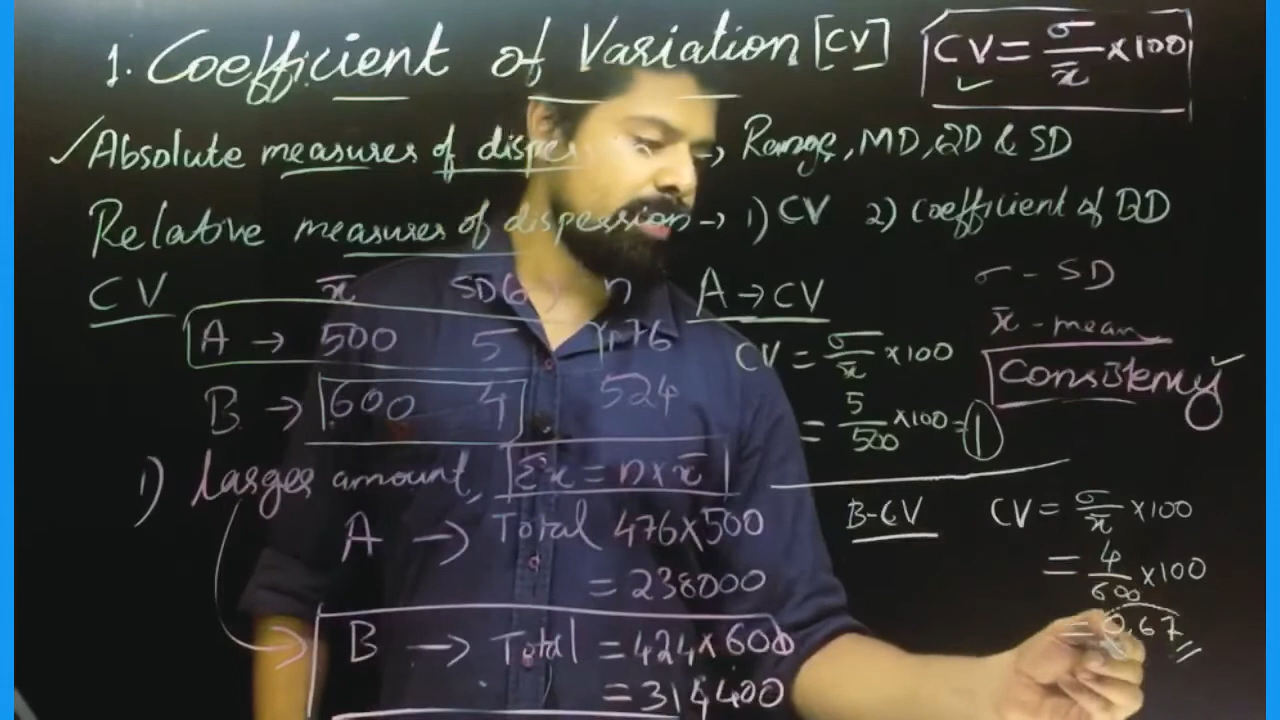 1. Coefficient of Variation [CV]
CV = σ/x̄ × 100
✓ Absolute measures of disper → Range, MD, QD & SD
Relative measures of dispession → 1) CV 2) Coefficient of QD
CV x̄ SD(σ) n
A → 500 5 476
B → 600 4 524
1) larger amount, Σx = n × x̄
A → Total 476×500
= 238000
B → Total = 424×600
= 314400
A → CV
CV = σ/x̄ × 100
= 5/500 × 100 = 1
σ - SD
x̄ - mean
Consistency ✓
B - CV CV = σ/x̄ × 100
= 4/600 × 100
= 0.67